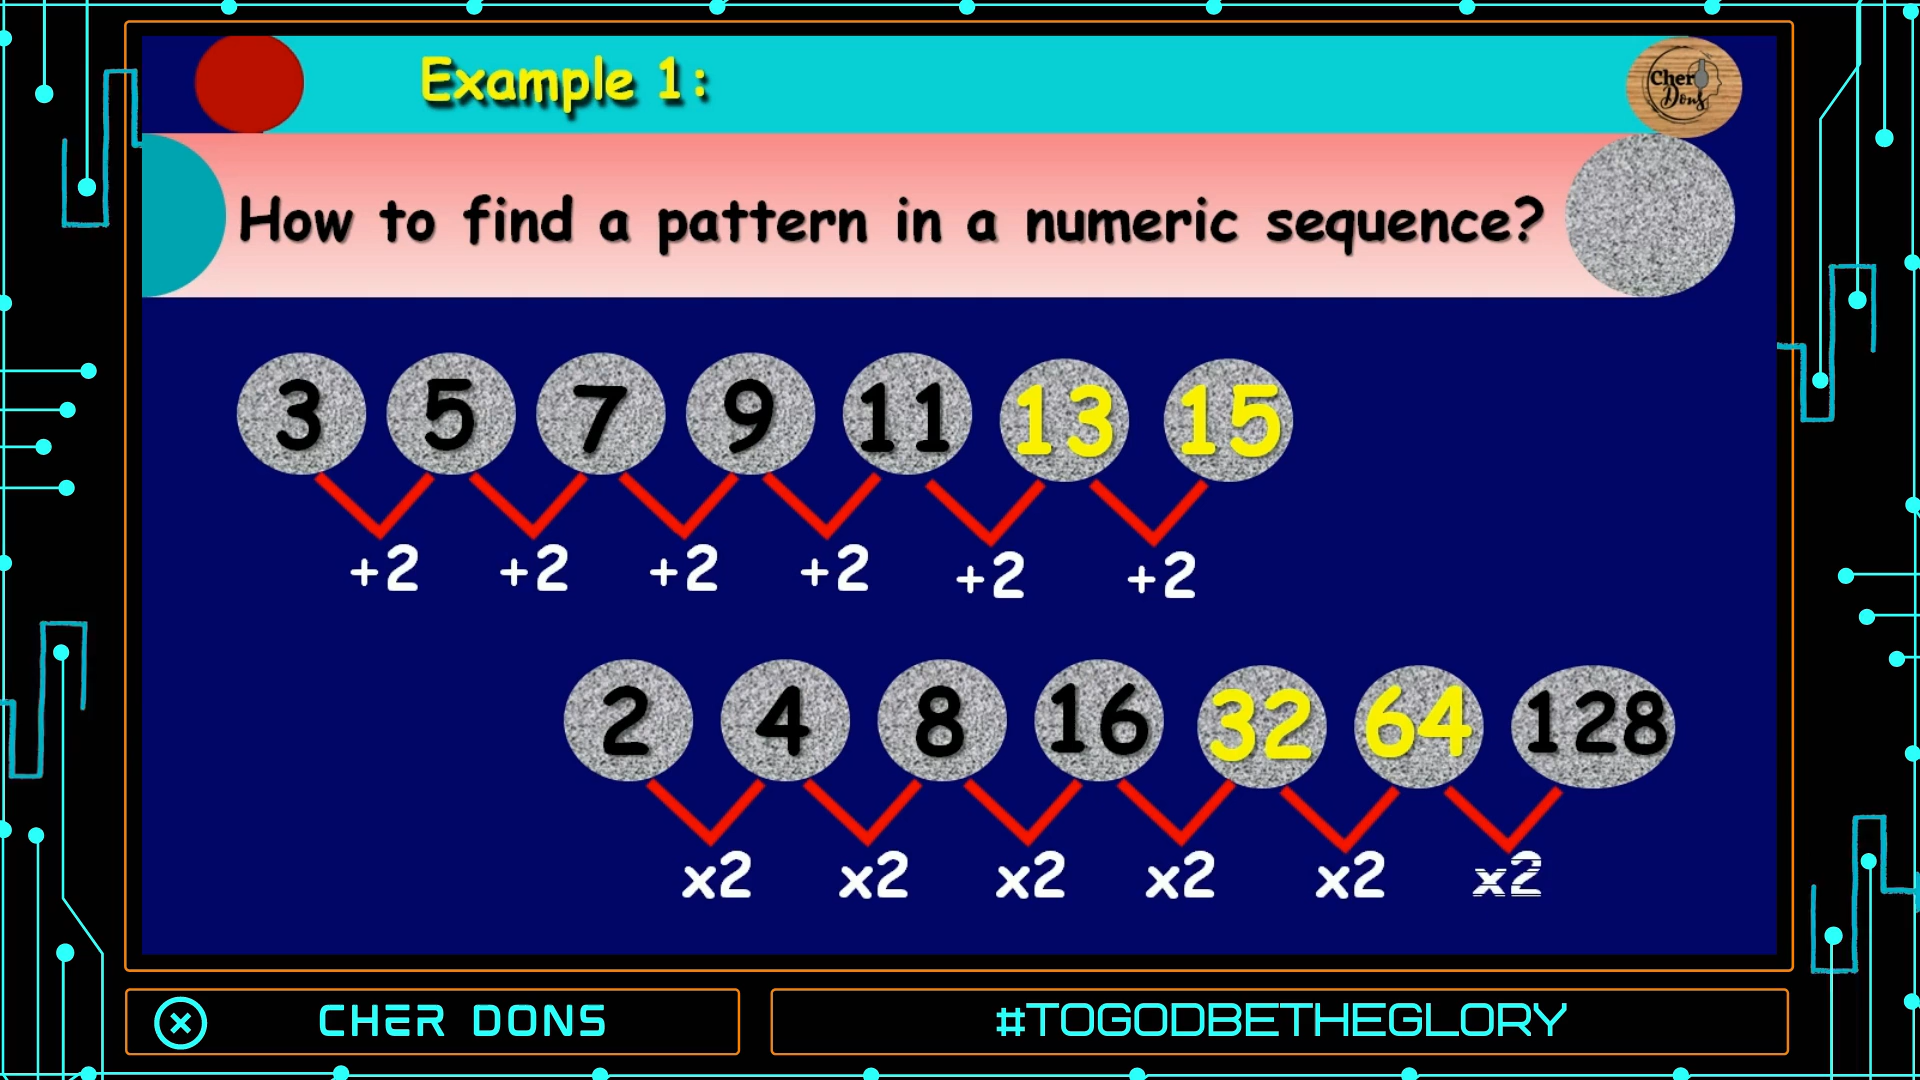 Example 1:
Cher
Dons
How to find a pattern in a numeric sequence?
3 5 7 9 11 13 15
+2 +2 +2 +2 +2 +2
2 4 8 16 32 64 128
x2 x2 x2 x2 x2 x2
CHER DONS
#TOGODBETHEGLORY